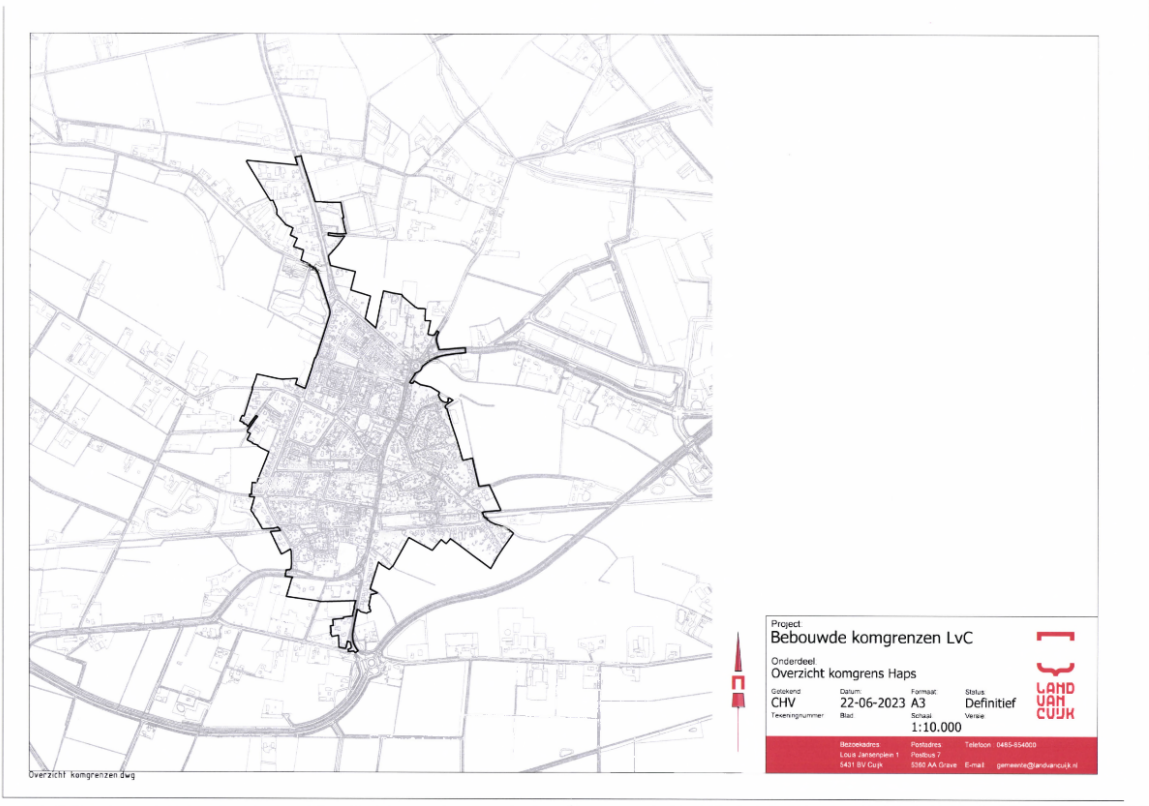 Project:
Bebouwde komgrenzen LvC
Onderdeel:
Overzicht komgrens Haps
Getekend Datum: Formaat Status:
CHV 22-06-2023 A3 Definitief
Tekeningnummer Blad Schaal Versie
1:10.000
LAND
VAN
CUIJK
Bezoekadres Postadres Telefoon 0485-854000
Louis Jansenplein 1 Postbus 7
5431 BV Cuijk 5360 AA Grave E-mail gemeente@landvancuijk.nl
Overzicht komgrenzen.dwg
n